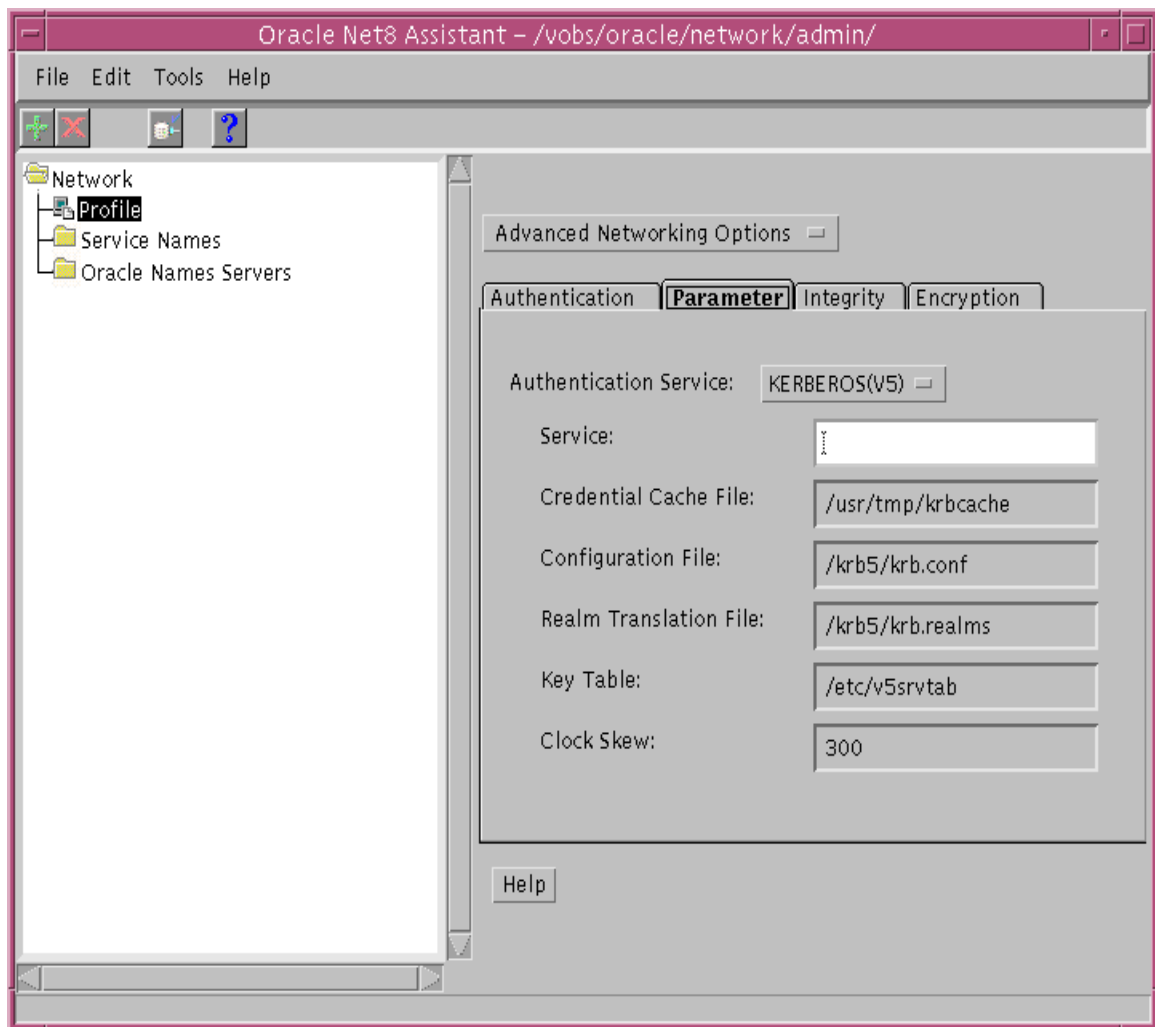 Oracle Net8 Assistant – /vobs/oracle/network/admin/
File Edit Tools Help
?
Network
Profile
Service Names
Oracle Names Servers
Advanced Networking Options
Authentication Parameter Integrity Encryption
Authentication Service: KERBEROS(V5)
Service:
Credential Cache File: /usr/tmp/krbcache
Configuration File: /krb5/krb.conf
Realm Translation File: /krb5/krb.realms
Key Table: /etc/v5srvtab
Clock Skew: 300
Help